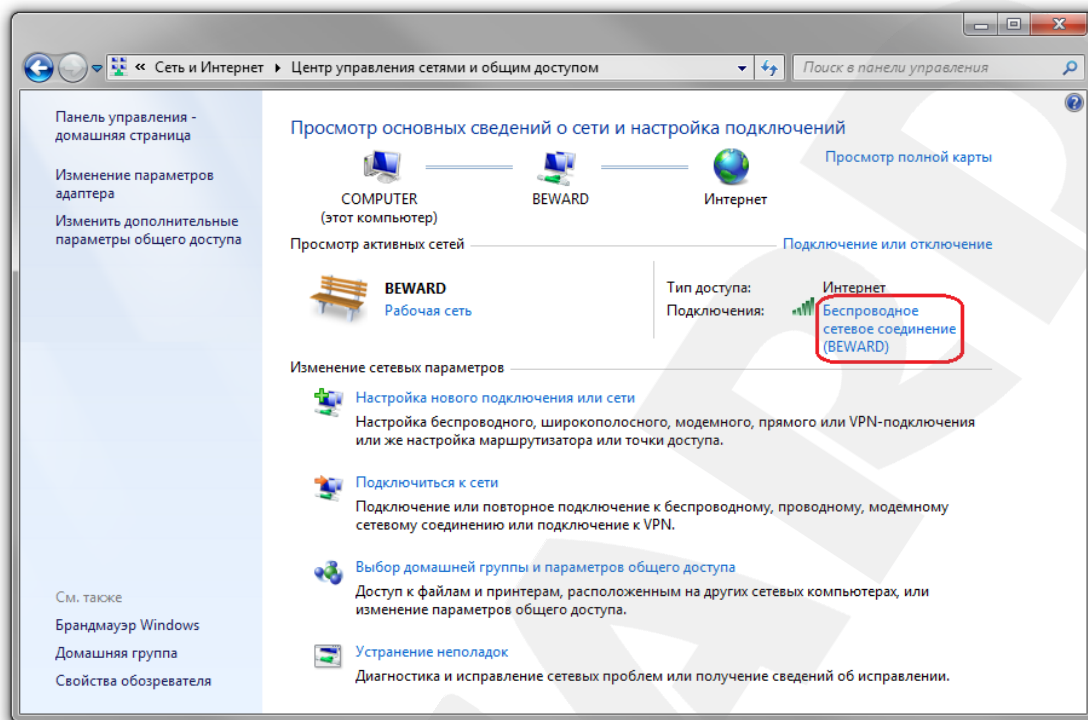 « Сеть и Интернет ▸ Центр управления сетями и общим доступом
Поиск в панели управления
Панель управления -
домашняя страница
Изменение параметров
адаптера
Изменить дополнительные
параметры общего доступа
См. также
Брандмауэр Windows
Домашняя группа
Свойства обозревателя
Просмотр основных сведений о сети и настройка подключений
Просмотр полной карты
COMPUTER
(этот компьютер)
BEWARD
Интернет
Просмотр активных сетей
Подключение или отключение
BEWARD
Рабочая сеть
Тип доступа: Интернет
Подключения: Беспроводное
сетевое соединение
(BEWARD)
Изменение сетевых параметров
Настройка нового подключения или сети
Настройка беспроводного, широкополосного, модемного, прямого или VPN-подключения
или же настройка маршрутизатора или точки доступа.
Подключиться к сети
Подключение или повторное подключение к беспроводному, проводному, модемному
сетевому соединению или подключение к VPN.
Выбор домашней группы и параметров общего доступа
Доступ к файлам и принтерам, расположенным на других сетевых компьютерах, или
изменение параметров общего доступа.
Устранение неполадок
Диагностика и исправление сетевых проблем или получение сведений об исправлении.